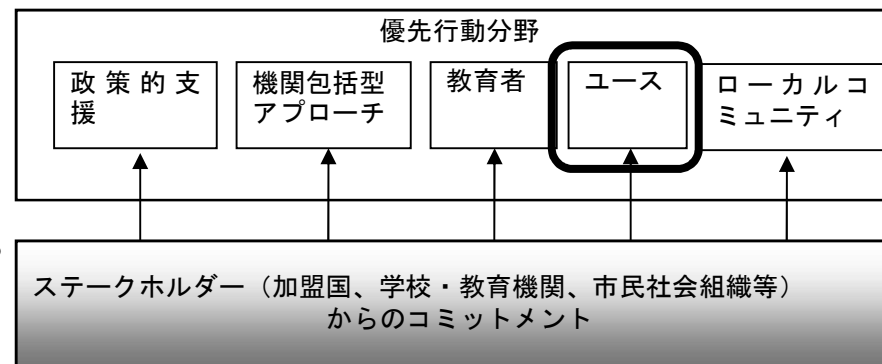 優先行動分野
政策的支
援
機関包括型
アプローチ
教育者
ユース
ローカルコ
ミュニティ
ステークホルダー（加盟国、学校・教育機関、市民社会組織等）
からのコミットメント